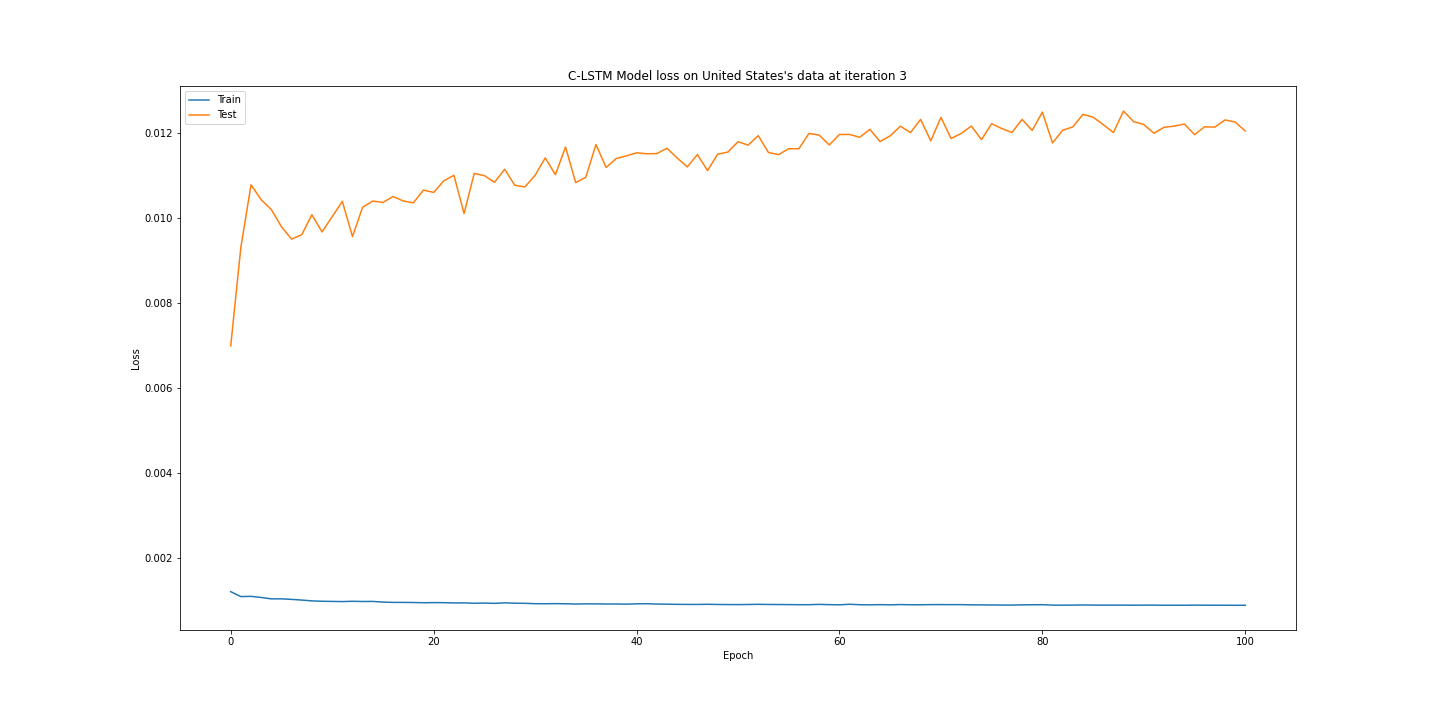 C-LSTM Model loss on United States's data at iteration 3
Train
Test
0.012
0.010
0.008
0.006
0.004
0.002
Loss
0 20 40 60 80 100
Epoch